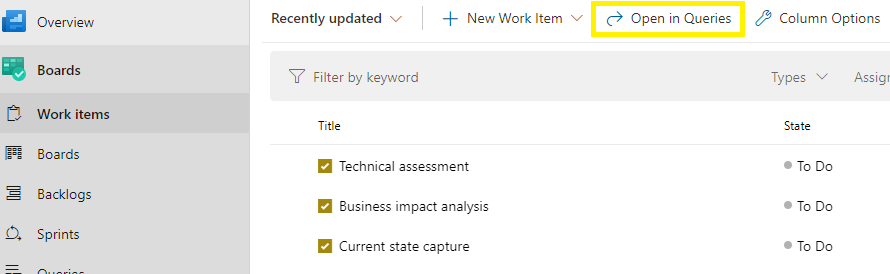 Overview
Boards
Work items
Boards
Backlogs
Sprints
Queries
Recently updated
New Work Item
Open in Queries
Column Options
Filter by keyword
Types
Assig
Title State
Technical assessment To Do
Business impact analysis To Do
Current state capture To Do